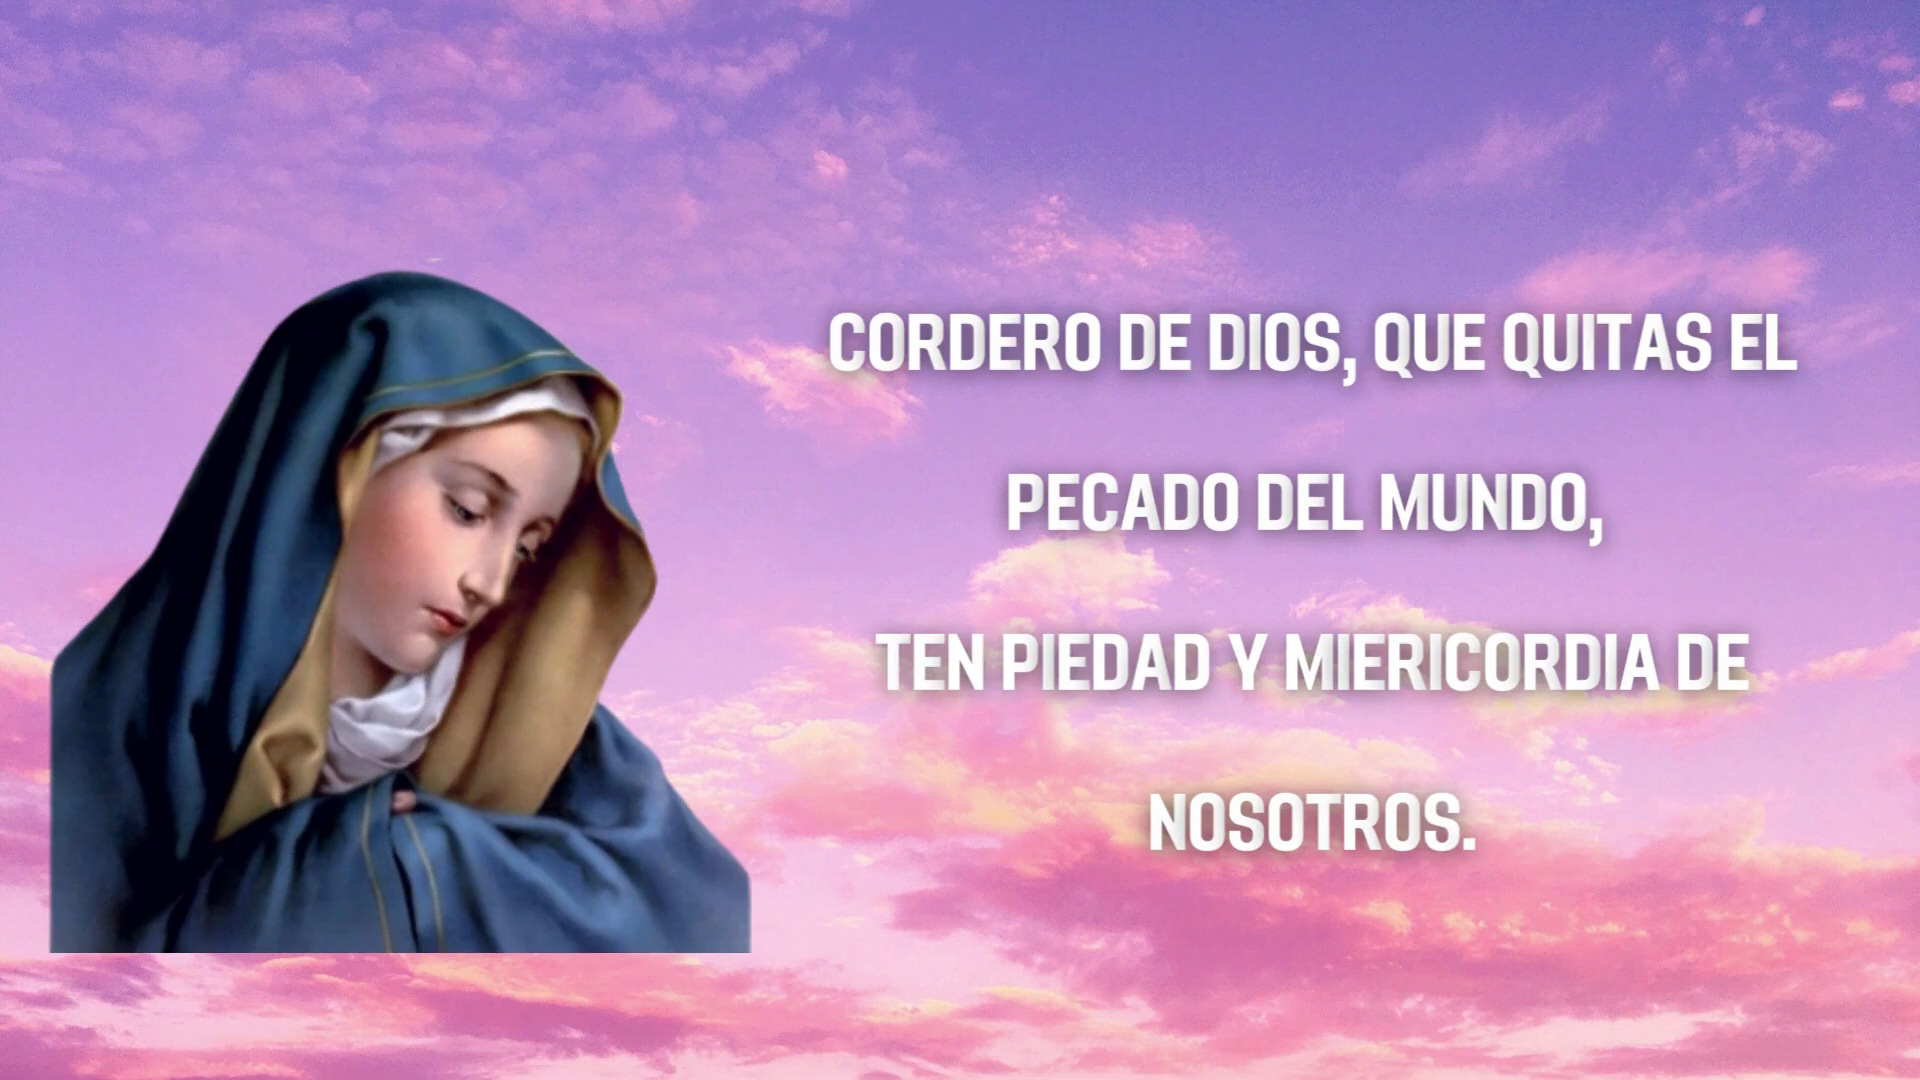 CORDERO DE DIOS, QUE QUITAS EL
PECADO DEL MUNDO,
TEN PIEDAD Y MIERICORDIA DE
NOSOTROS.